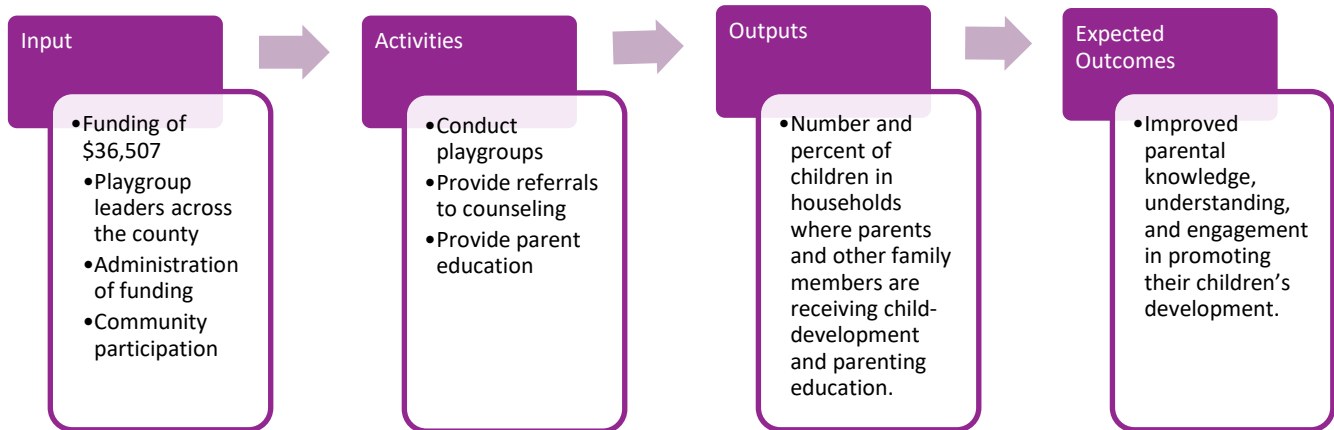 Input
•Funding of
$36,507
•Playgroup
leaders across
the county
•Administration
of funding
•Community
participation
Activities
•Conduct
playgroups
•Provide referrals
to counseling
•Provide parent
education
Outputs
•Number and
percent of
children in
households
where parents
and other family
members are
receiving child-
development
and parenting
education.
Expected
Outcomes
•Improved
parental
knowledge,
understanding,
and engagement
in promoting
their children’s
development.